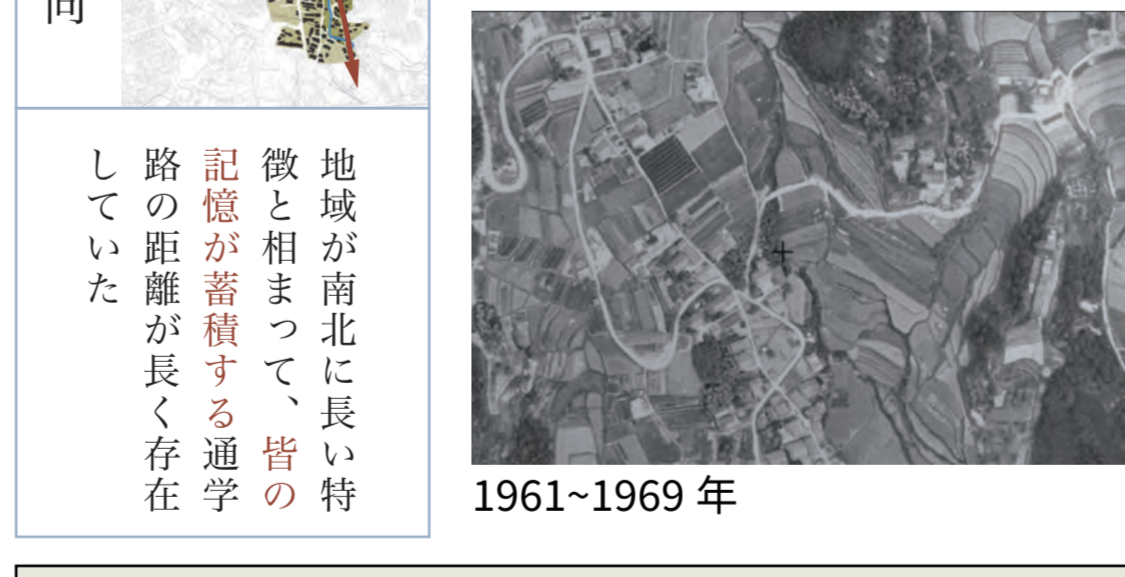 地域が南北に長い特
徴と相まって、皆の
記憶が蓄積する通学
路の距離が長く存在
していた
1961~1969 年